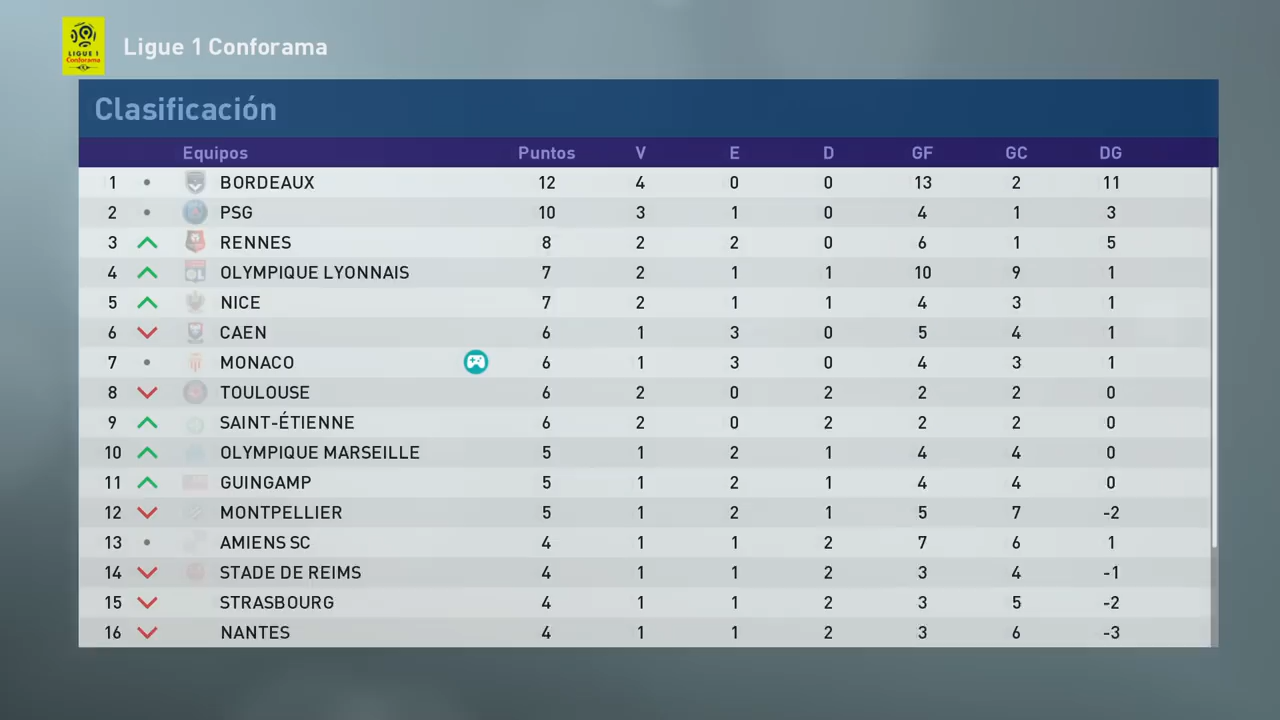 LIGUE 1
Conforama
Ligue 1 Conforama
Clasificación
Equipos Puntos V E D GF GC DG
1 BORDEAUX 12 4 0 0 13 2 11
2 PSG 10 3 1 0 4 1 3
3 RENNES 8 2 2 0 6 1 5
4 OLYMPIQUE LYONNAIS 7 2 1 1 10 9 1
5 NICE 7 2 1 1 4 3 1
6 CAEN 6 1 3 0 5 4 1
7 MONACO 6 1 3 0 4 3 1
8 TOULOUSE 6 2 0 2 2 2 0
9 SAINT-ÉTIENNE 6 2 0 2 2 2 0
10 OLYMPIQUE MARSEILLE 5 1 2 1 4 4 0
11 GUINGAMP 5 1 2 1 4 4 0
12 MONTPELLIER 5 1 2 1 5 7 -2
13 AMIENS SC 4 1 1 2 7 6 1
14 STADE DE REIMS 4 1 1 2 3 4 -1
15 STRASBOURG 4 1 1 2 3 5 -2
16 NANTES 4 1 1 2 3 6 -3